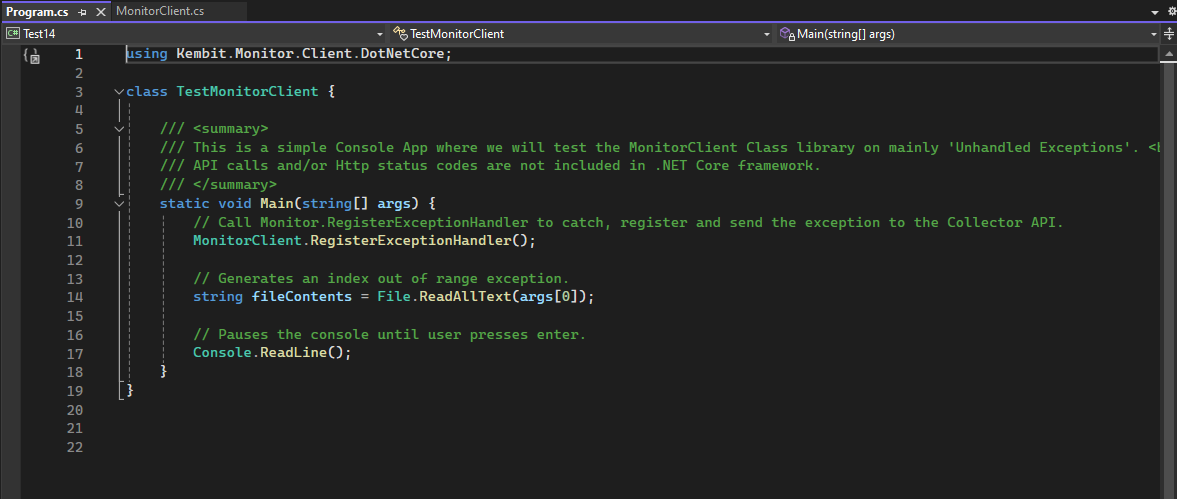 Program.cs MonitorClient.cs
C# Test14 TestMonitorClient Main(string[] args)
1 using Kembit.Monitor.Client.DotNetCore;
2
3 class TestMonitorClient {
4
5 /// <summary>
6 /// This is a simple Console App where we will test the MonitorClient Class library on mainly 'Unhandled Exceptions'.
7 /// API calls and/or Http status codes are not included in .NET Core framework.
8 /// </summary>
9 static void Main(string[] args) {
10 // Call Monitor.RegisterExceptionHandler to catch, register and send the exception to the Collector API.
11 MonitorClient.RegisterExceptionHandler();
12
13 // Generates an index out of range exception.
14 string fileContents = File.ReadAllText(args[0]);
15
16 // Pauses the console until user presses enter.
17 Console.ReadLine();
18 }
19 }
20
21
22